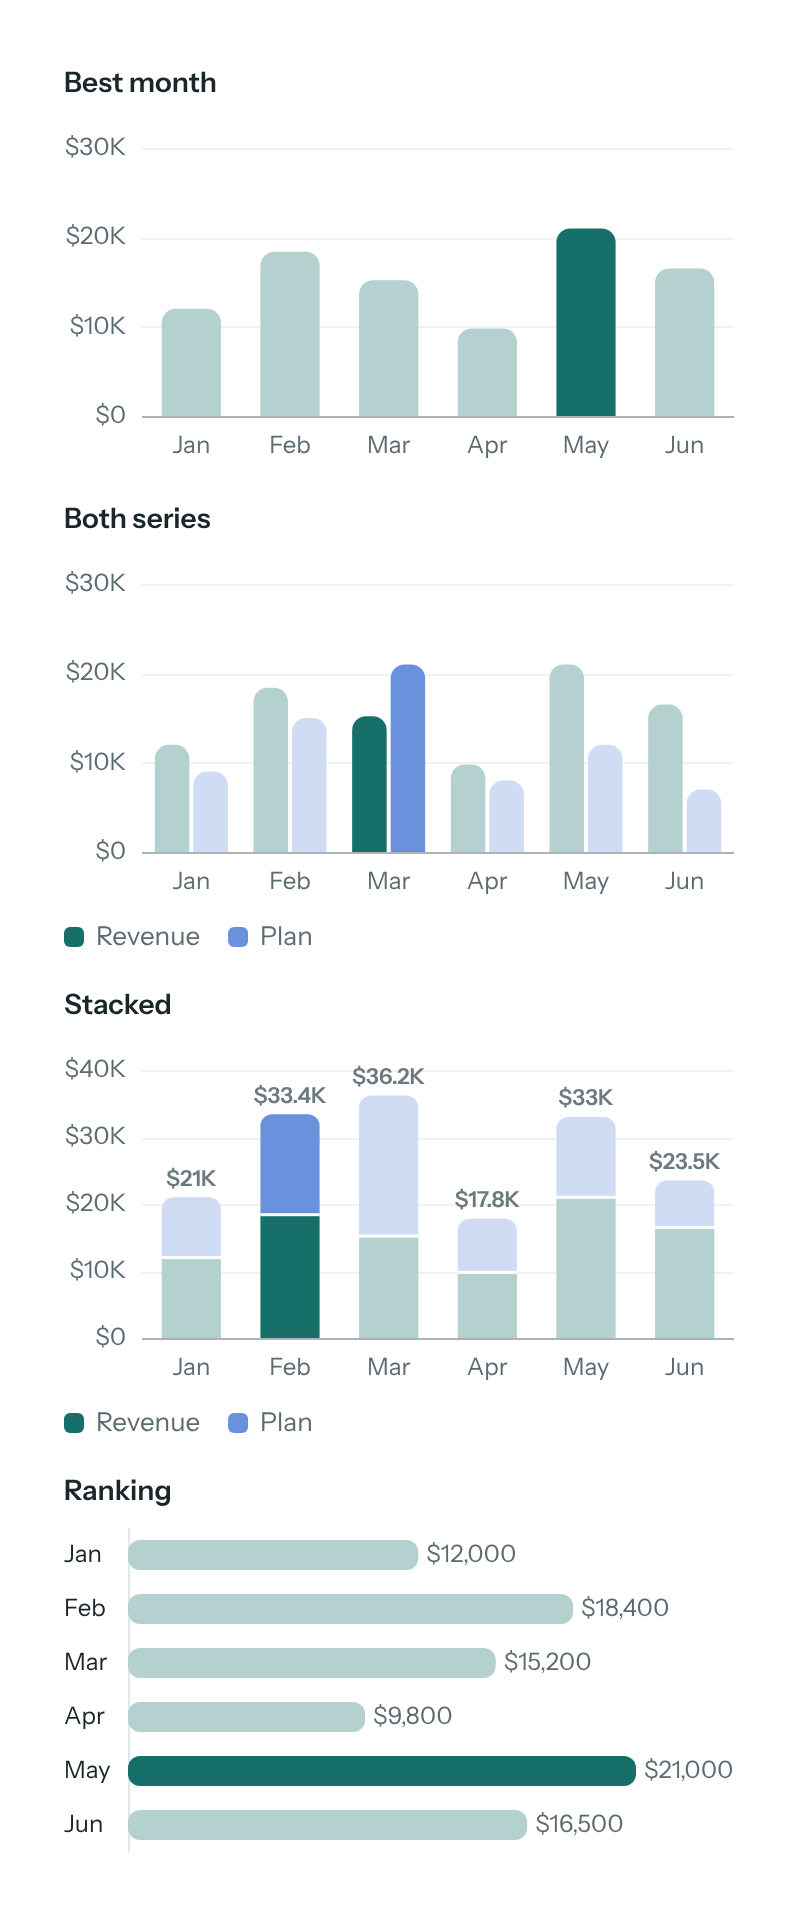 Best month
$30K
$20K
$10K
$0
Jan Feb Mar Apr May Jun
Both series
$30K
$20K
$10K
$0
Jan Feb Mar Apr May Jun
Revenue Plan
Stacked
$40K
$36.2K
$33.4K
$33K
$30K
$23.5K
$21K
$20K
$17.8K
$10K
$0
Jan Feb Mar Apr May Jun
Revenue Plan
Ranking
Jan $12,000
Feb $18,400
Mar $15,200
Apr $9,800
May $21,000
Jun $16,500